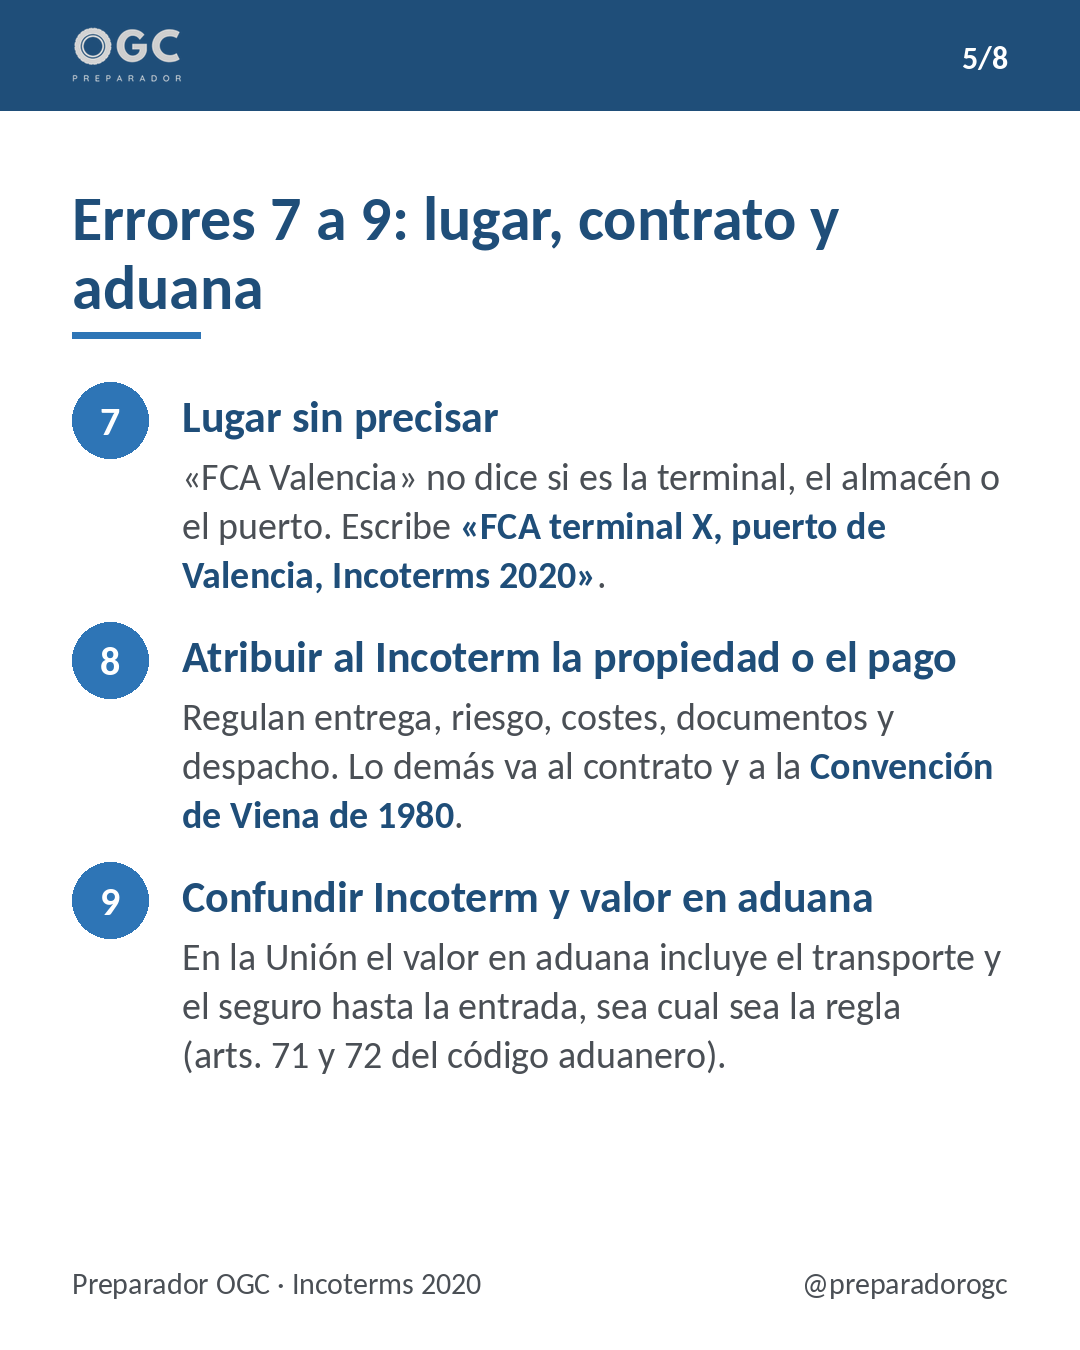 OGC
PREPARADOR
5/8
Errores 7 a 9: lugar, contrato y
aduana
7
Lugar sin precisar
«FCA Valencia» no dice si es la terminal, el almacén o
el puerto. Escribe «FCA terminal X, puerto de
Valencia, Incoterms 2020».
8
Atribuir al Incoterm la propiedad o el pago
Regulan entrega, riesgo, costes, documentos y
despacho. Lo demás va al contrato y a la Convención
de Viena de 1980.
9
Confundir Incoterm y valor en aduana
En la Unión el valor en aduana incluye el transporte y
el seguro hasta la entrada, sea cual sea la regla
(arts. 71 y 72 del código aduanero).
Preparador OGC · Incoterms 2020
@preparadorogc